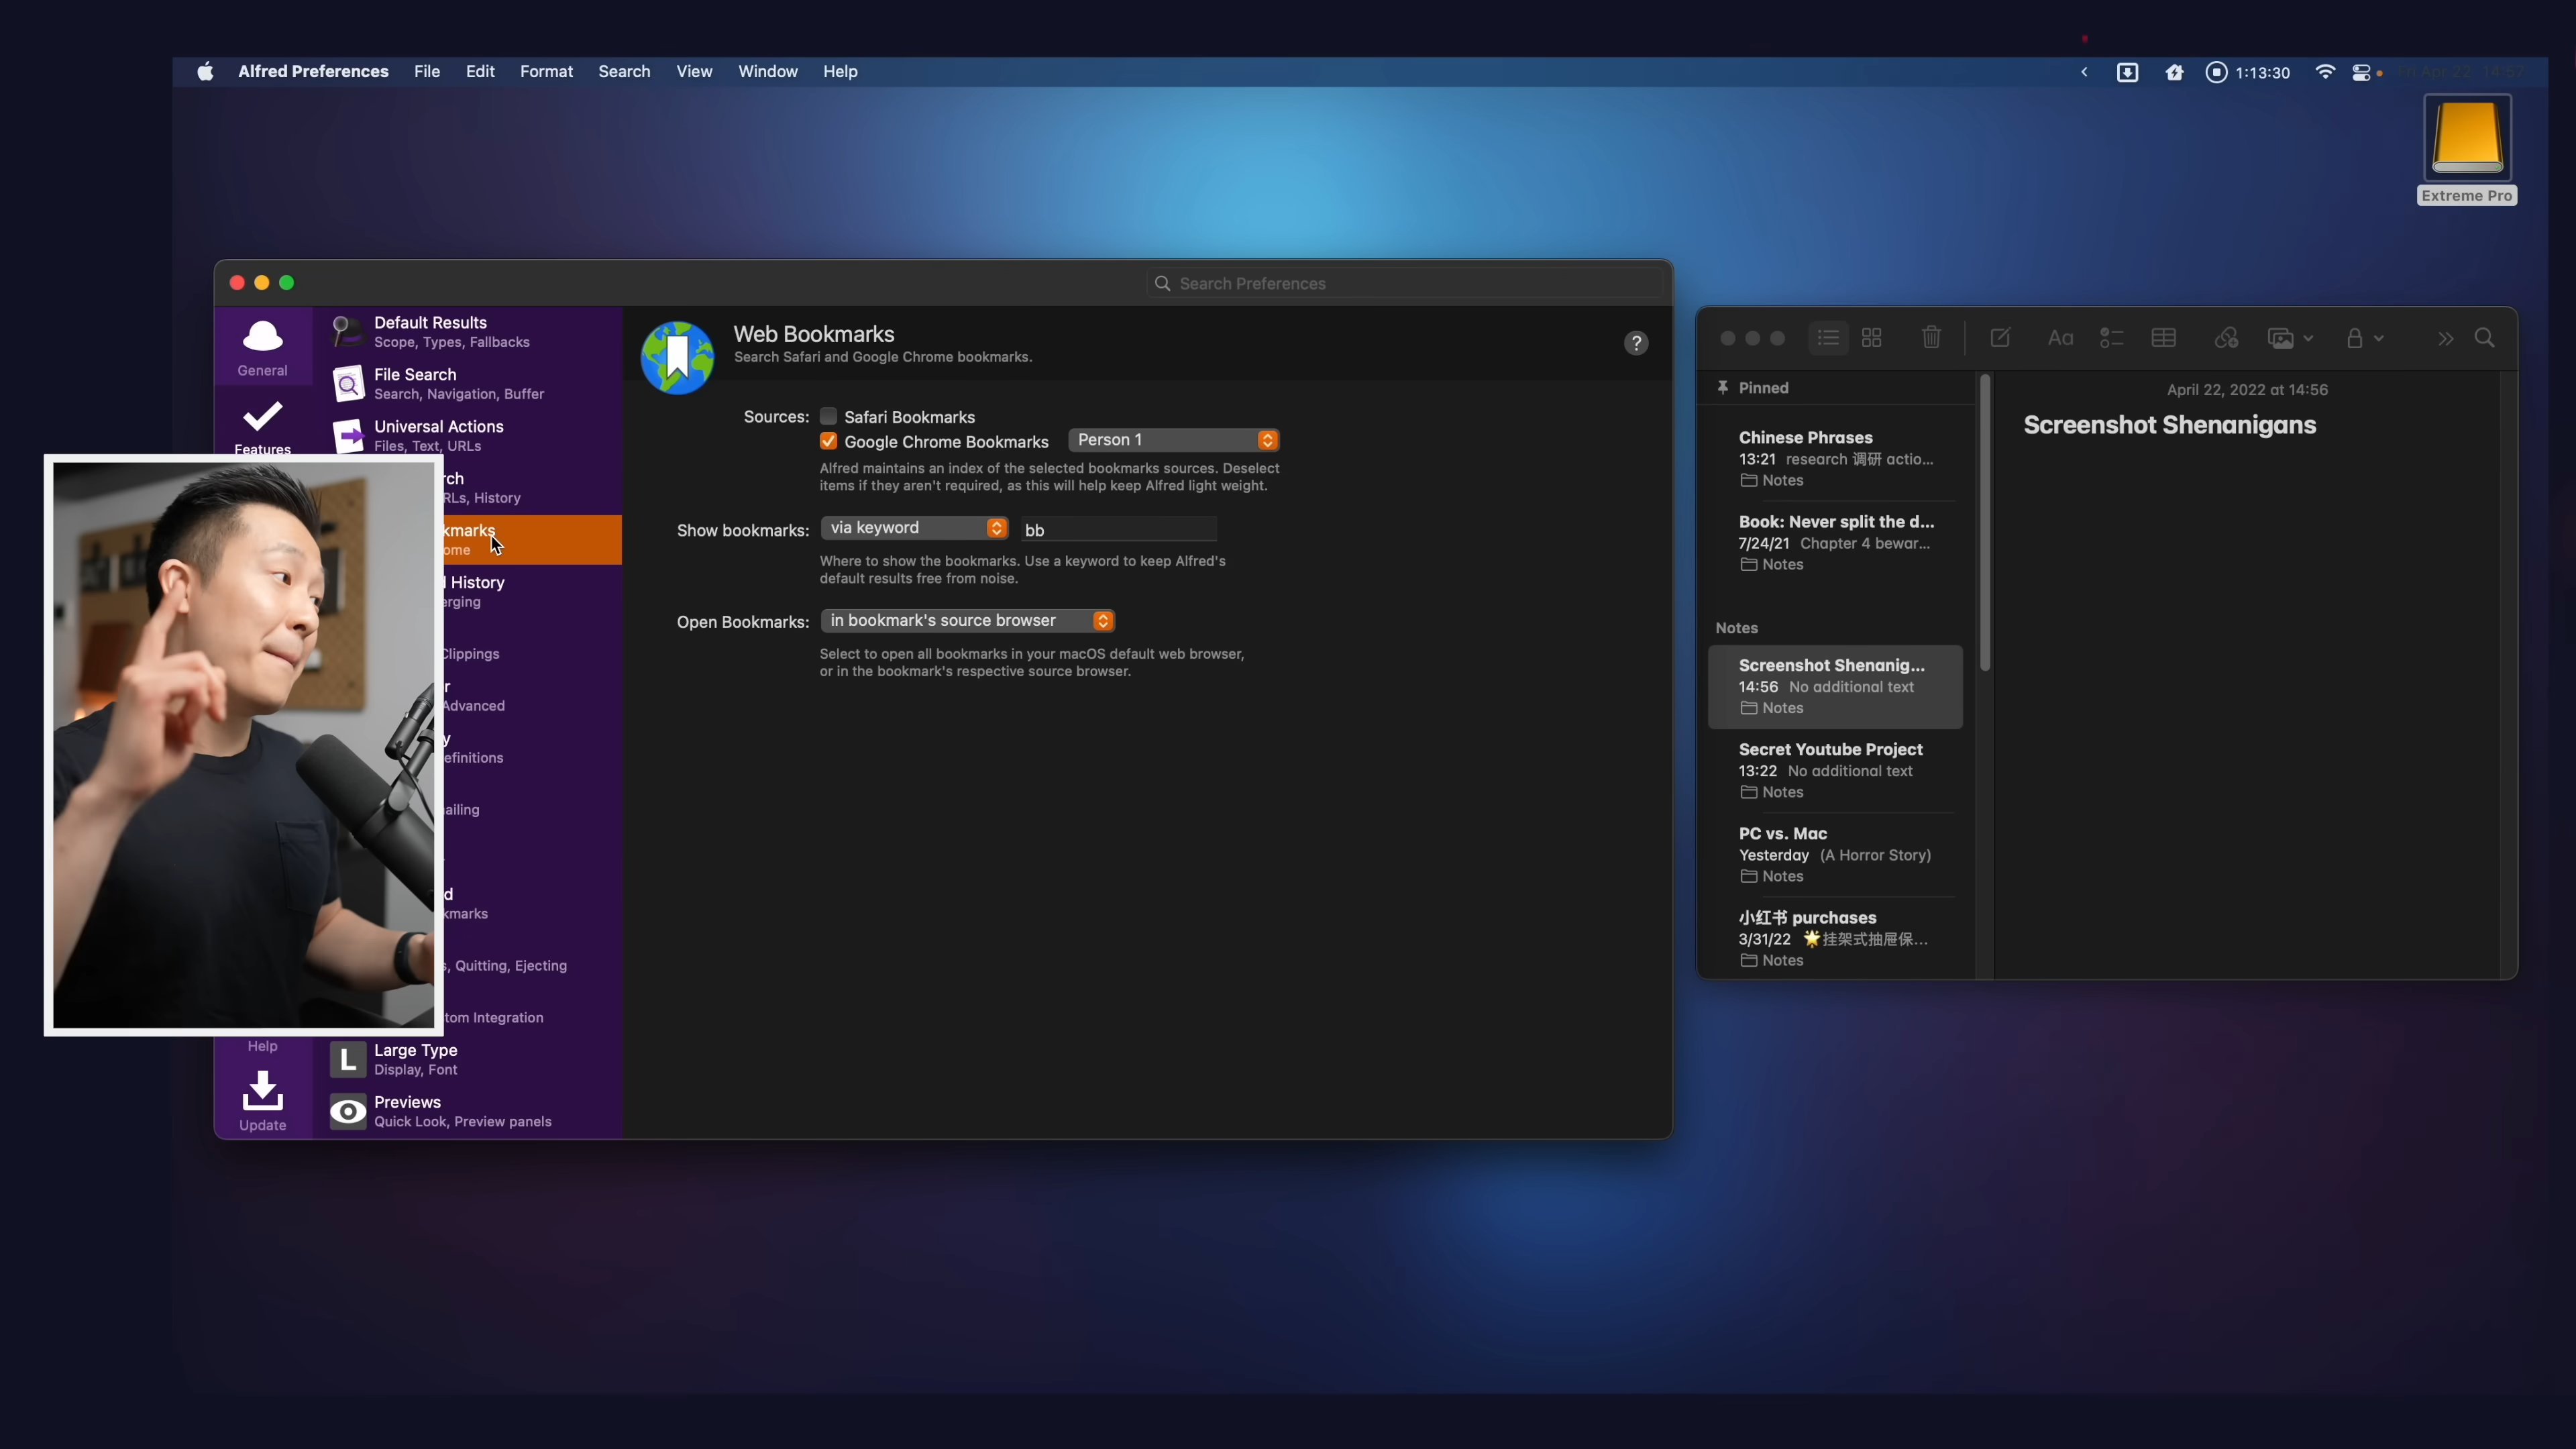 Alfred Preferences File Edit Format Search View Window Help
1:13:30
Extreme Pro
Search Preferences
General
Features
Help
Update
Default Results
Scope, Types, Fallbacks
File Search
Search, Navigation, Buffer
Universal Actions
Files, Text, URLs
rch
RLs, History
kmarks
ome
l History
erging
Clippings
r
Advanced
y
efinitions
ailing
d
kmarks
s, Quitting, Ejecting
tom Integration
Large Type
Display, Font
Previews
Quick Look, Preview panels
Web Bookmarks
Search Safari and Google Chrome bookmarks.
?
Sources: Safari Bookmarks
Google Chrome Bookmarks Person 1
Alfred maintains an index of the selected bookmarks sources. Deselect
items if they aren't required, as this will help keep Alfred light weight.
Show bookmarks: via keyword bb
Where to show the bookmarks. Use a keyword to keep Alfred's
default results free from noise.
Open Bookmarks: in bookmark's source browser
Select to open all bookmarks in your macOS default web browser,
or in the bookmark's respective source browser.
Aa
Pinned
Chinese Phrases
13:21 research 调研 actio...
Notes
Book: Never split the d...
7/24/21 Chapter 4 bewar...
Notes
Notes
Screenshot Shenanig...
14:56 No additional text
Notes
Secret Youtube Project
13:22 No additional text
Notes
PC vs. Mac
Yesterday (A Horror Story)
Notes
小红书 purchases
3/31/22 🌟挂架式抽屉保...
Notes
April 22, 2022 at 14:56
Screenshot Shenanigans